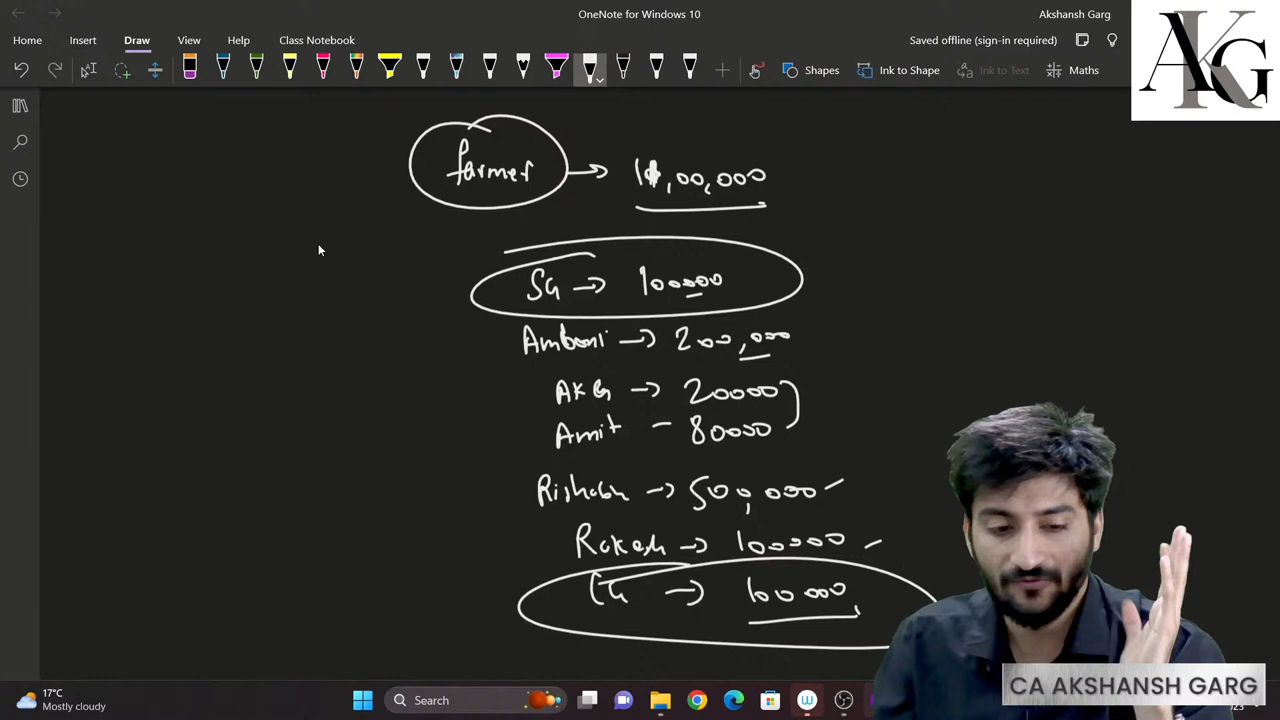 OneNote for Windows 10
Akshansh Garg
Home Insert Draw View Help Class Notebook
Saved offline (sign-in required)
Shapes Ink to Shape Ink to Text Maths
AKG
farmer → 11,00,000
SG → 100000
Ambani → 200,000
AKG → 20000
Amit – 80000
Rishabh → 500,000
Rakesh → 100000
→ 100000
CA AKSHANSH GARG
17°C
Mostly cloudy
Search